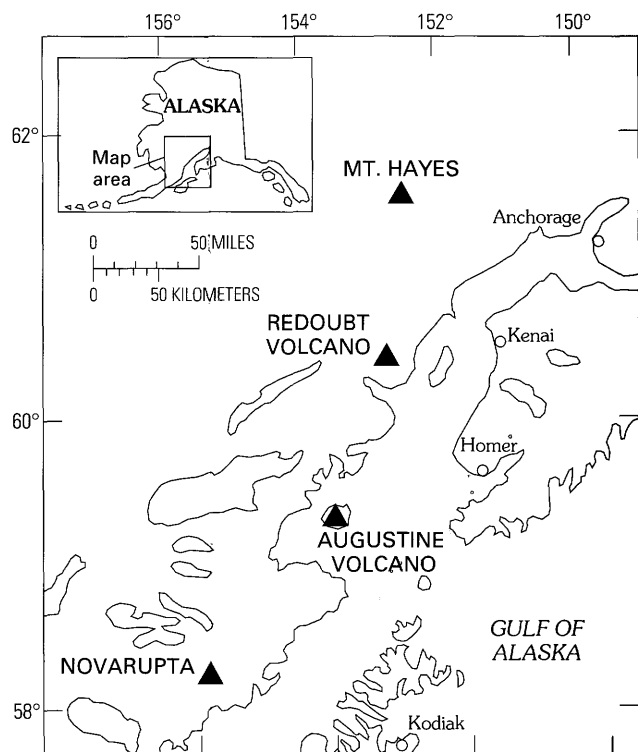 156°
154°
152°
150°
ALASKA
Map
area
62°
MT. HAYES
Anchorage
0
50 MILES
0
50 KILOMETERS
REDOUBT
VOLCANO
Kenai
60°
Homer
AUGUSTINE
VOLCANO
GULF OF
ALASKA
NOVARUPTA
58°
Kodiak